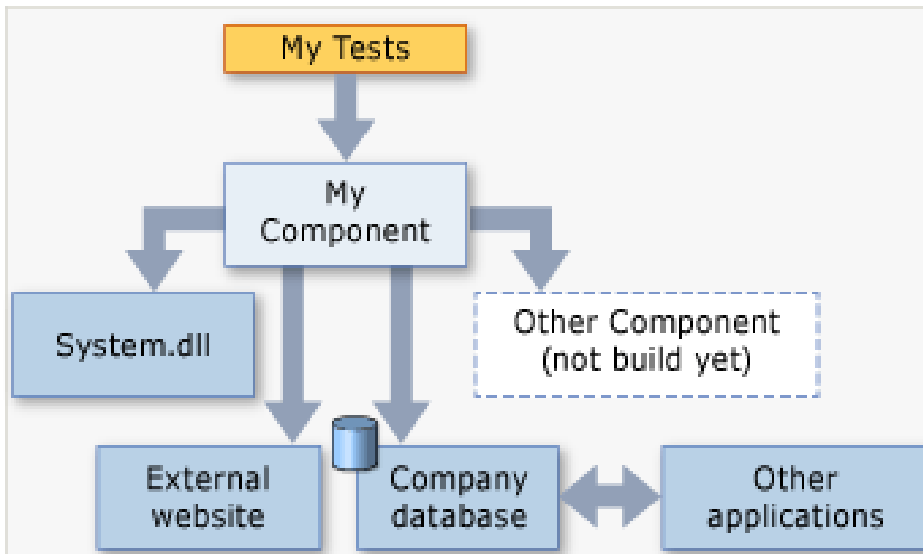 My Tests
My
Component
System.dll
Other Component
(not build yet)
External
website
Company
database
Other
applications